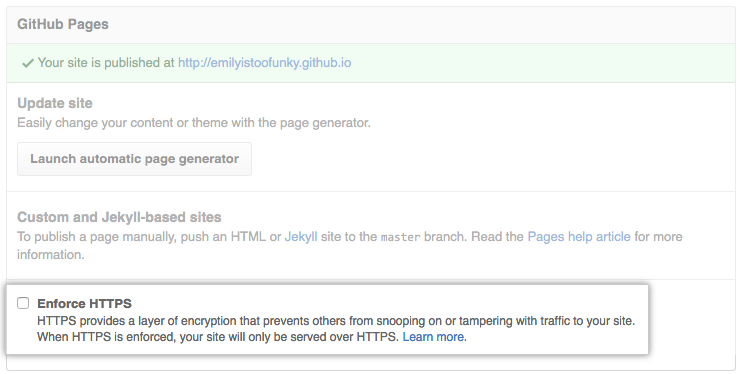 GitHub Pages
Your site is published at http://emilyistoofunky.github.io
Update site
Easily change your content or theme with the page generator.
Launch automatic page generator
Custom and Jekyll-based sites
To publish a page manually, push an HTML or Jekyll site to the master branch. Read the Pages help article for more
information.
Enforce HTTPS
HTTPS provides a layer of encryption that prevents others from snooping on or tampering with traffic to your site.
When HTTPS is enforced, your site will only be served over HTTPS. Learn more.